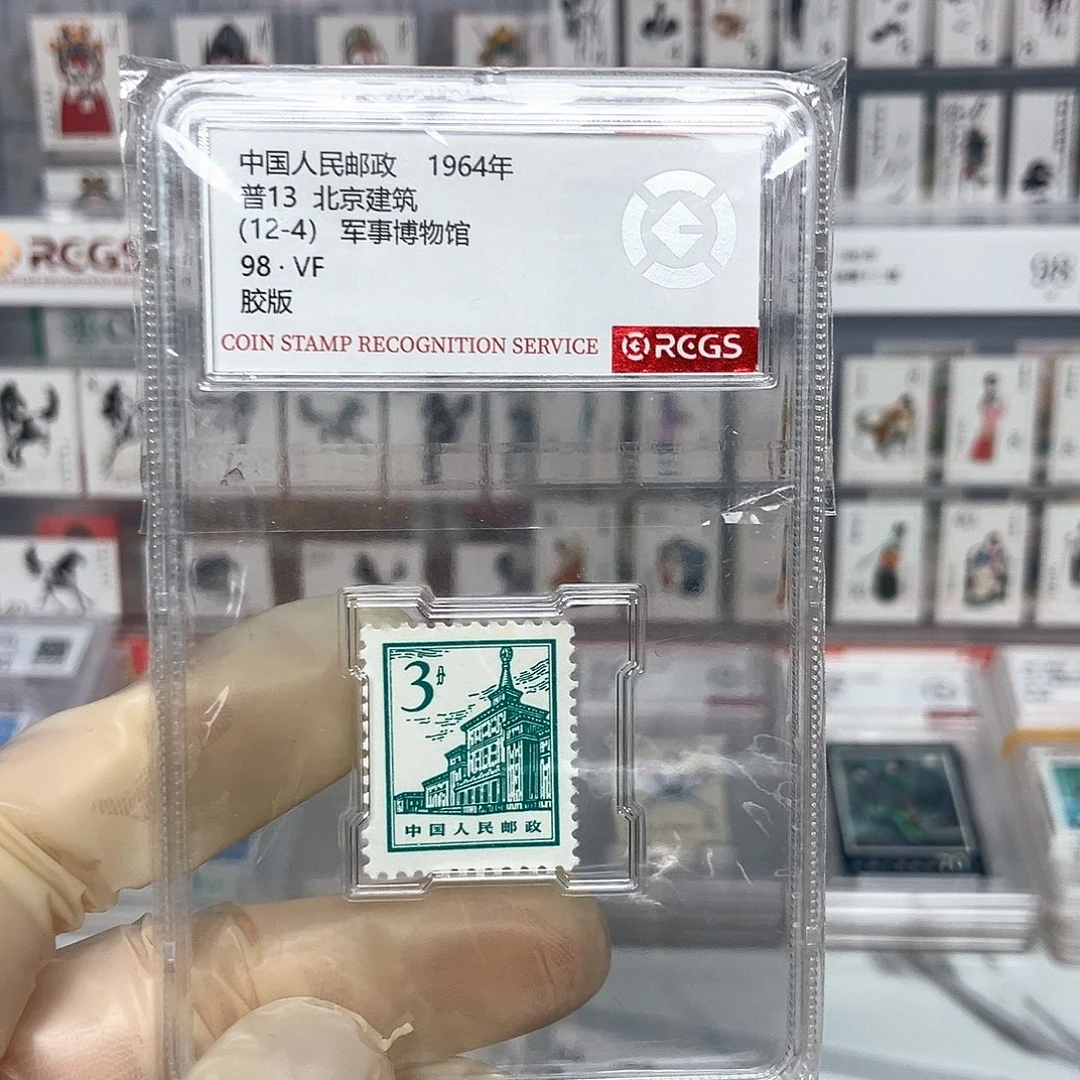 中国人民邮政 1964年
普13 北京建筑
(12-4) 军事博物馆
98·VF
胶版
COIN STAMP RECOGNITION SERVICE RCGS
RCGS
98
3分
中国人民邮政